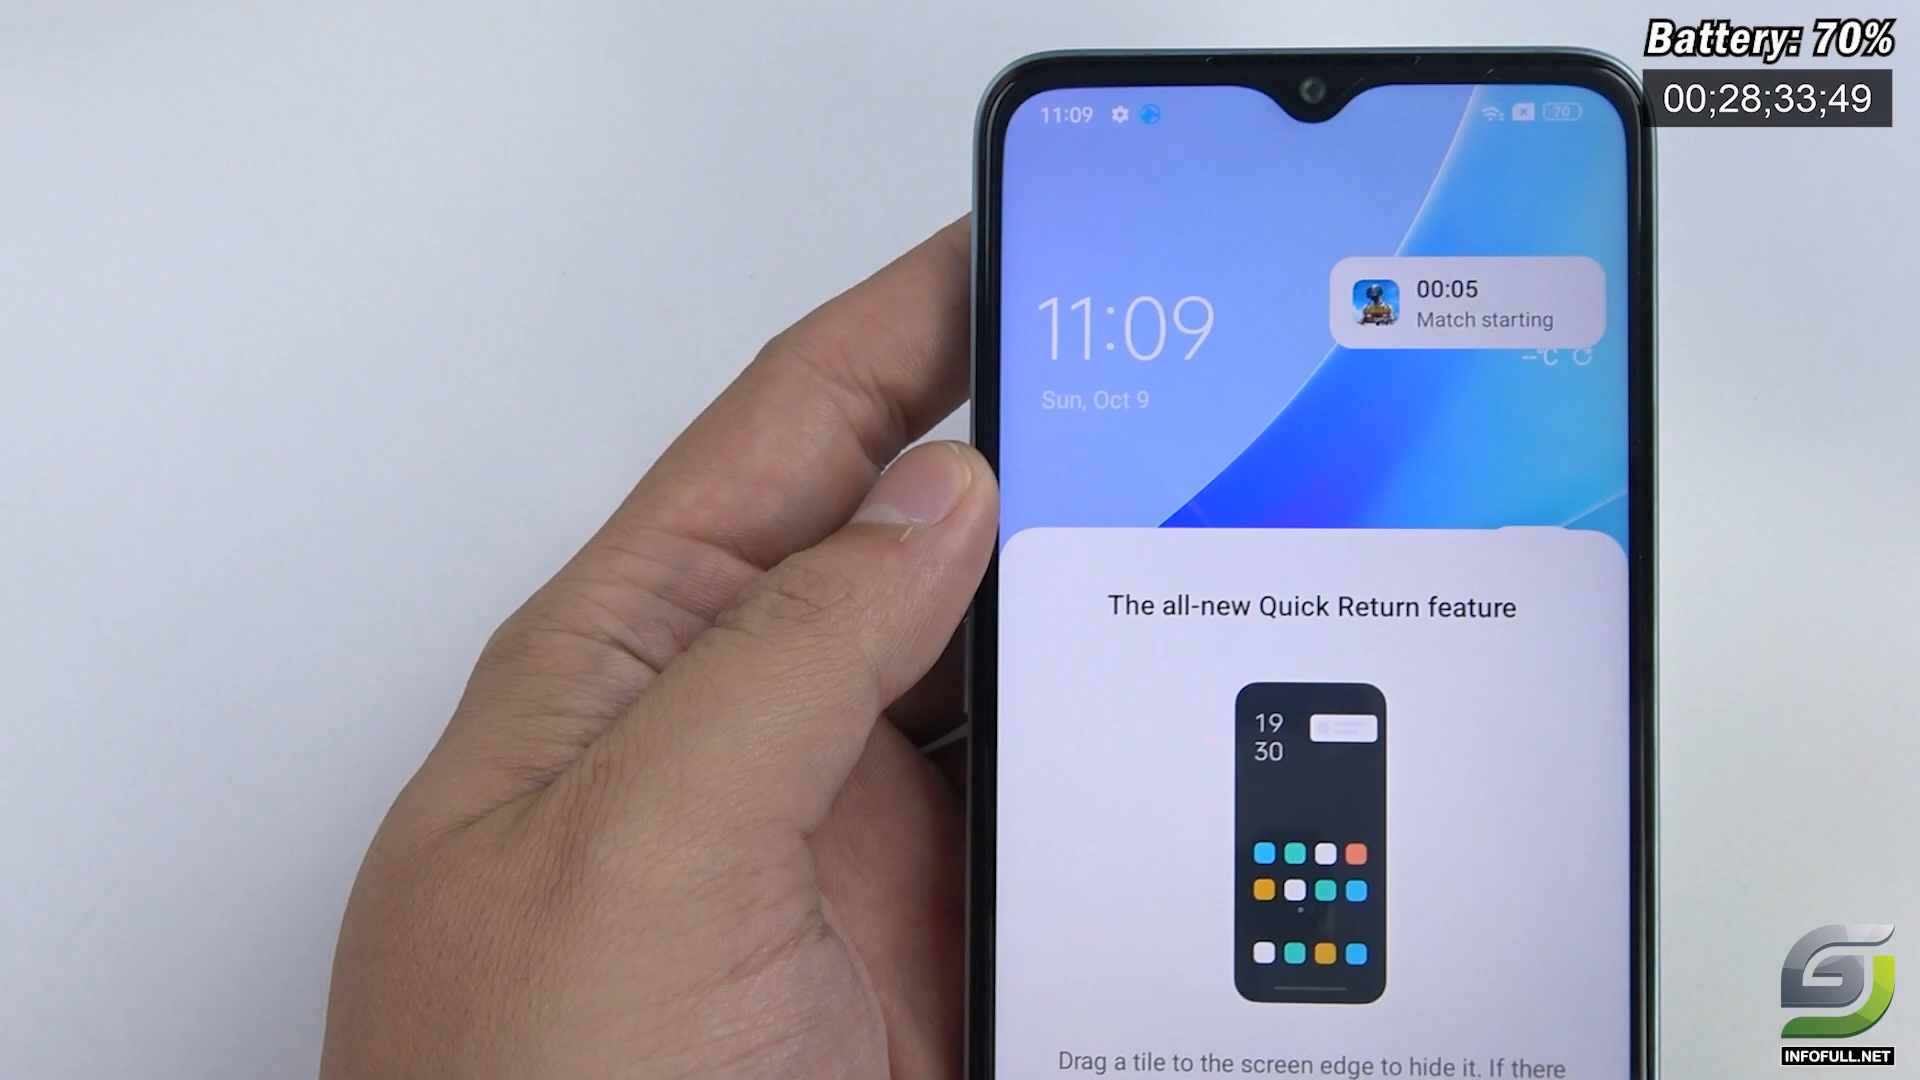 Battery: 70%
00;28;33;49
11:09
70
00:05
Match starting
11:09
--°C
Sun, Oct 9
The all-new Quick Return feature
19
30
Drag a tile to the screen edge to hide it. If there
INFOFULL.NET